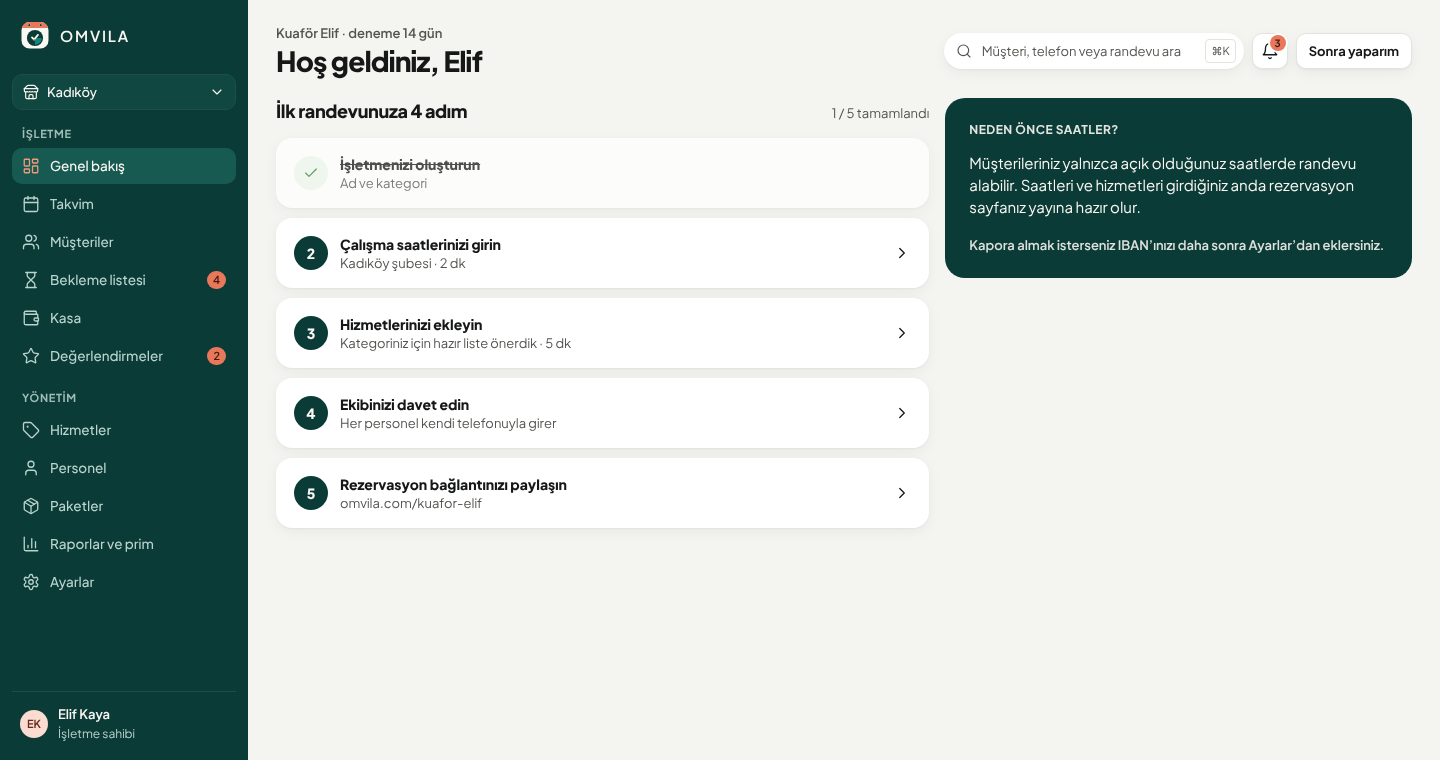 OMVILA
Kadıköy
İŞLETME
Genel bakış
Takvim
Müşteriler
Bekleme listesi
4
Kasa
Değerlendirmeler
2
YÖNETİM
Hizmetler
Personel
Paketler
Raporlar ve prim
Ayarlar
EK
Elif Kaya
İşletme sahibi
Kuaför Elif · deneme 14 gün
Hoş geldiniz, Elif
Müşteri, telefon veya randevu ara
⌘K
3
Sonra yaparım
İlk randevunuza 4 adım
1 / 5 tamamlandı
İşletmenizi oluşturun
Ad ve kategori
2
Çalışma saatlerinizi girin
Kadıköy şubesi · 2 dk
3
Hizmetlerinizi ekleyin
Kategoriniz için hazır liste önerdik · 5 dk
4
Ekibinizi davet edin
Her personel kendi telefonuyla girer
5
Rezervasyon bağlantınızı paylaşın
omvila.com/kuafor-elif
NEDEN ÖNCE SAATLER?
Müşterileriniz yalnızca açık olduğunuz saatlerde randevu
alabilir. Saatleri ve hizmetleri girdiğiniz anda rezervasyon
sayfanız yayına hazır olur.
Kapora almak isterseniz IBAN’ınızı daha sonra Ayarlar’dan eklersiniz.